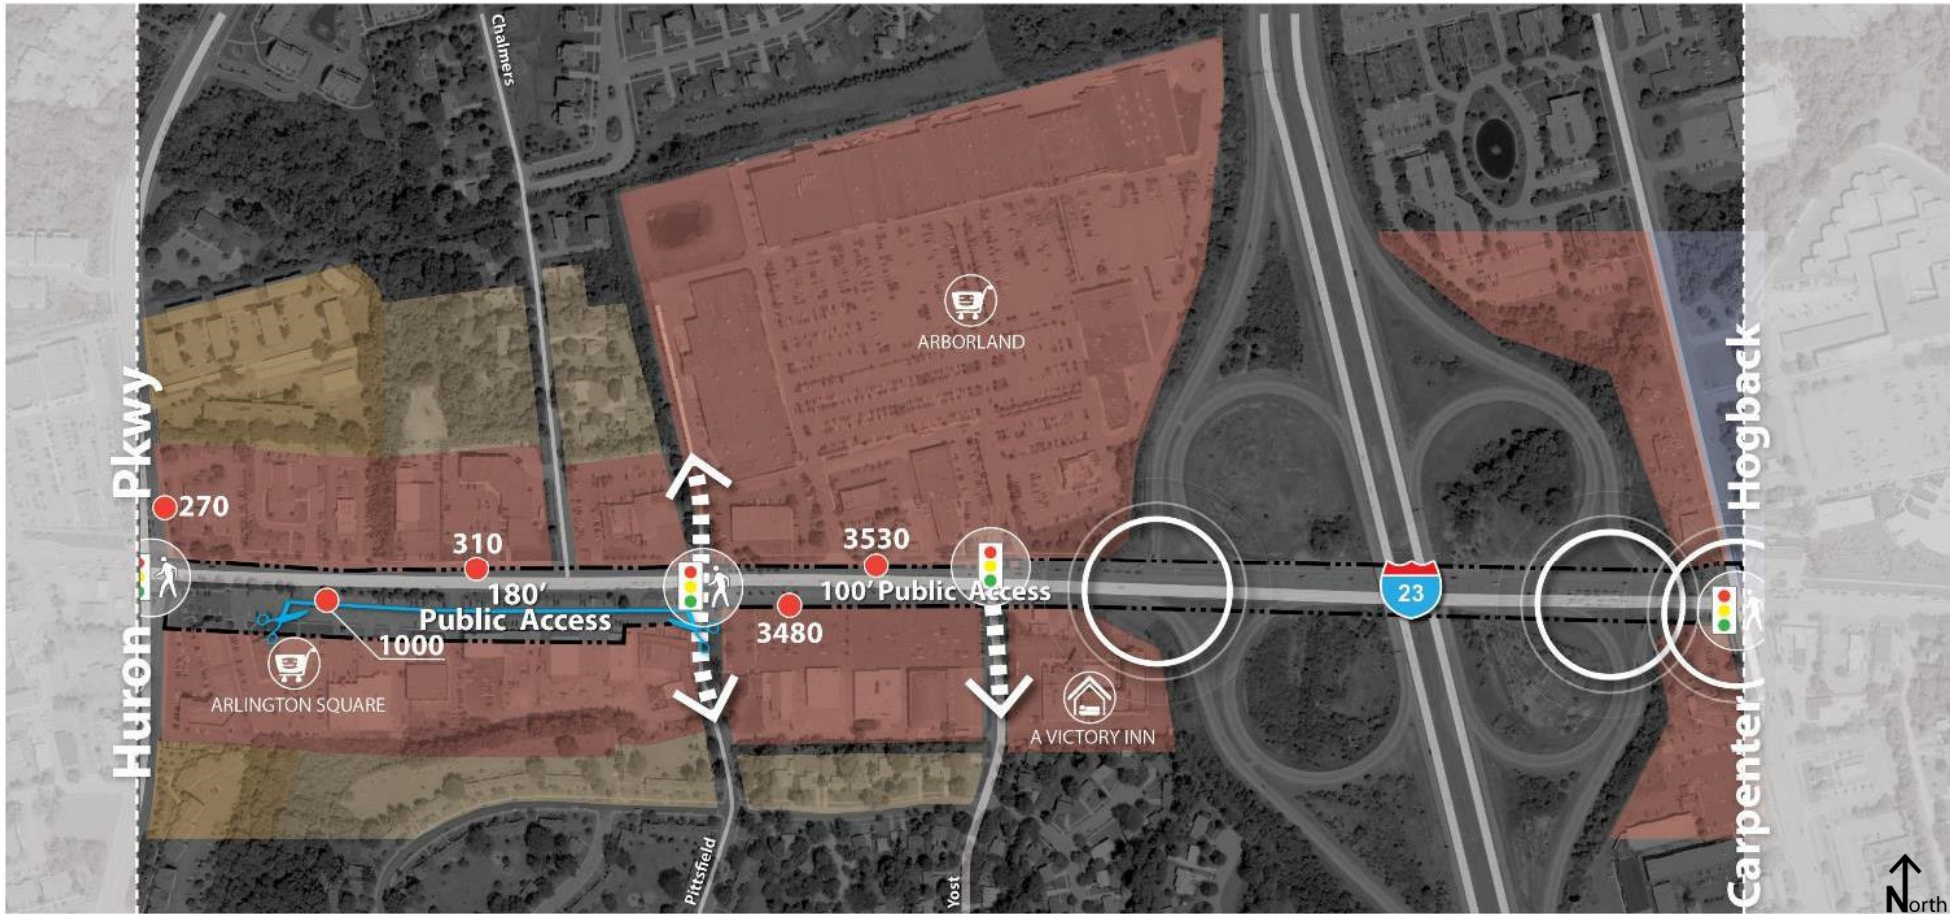 Chalmers
ARBORLAND
Huron Pkwy
Hogback
270
310
3530
180’
Public Access
100’ Public Access
23
1000
3480
ARLINGTON SQUARE
A VICTORY INN
Carpenter
Pittsfield
Yost
North